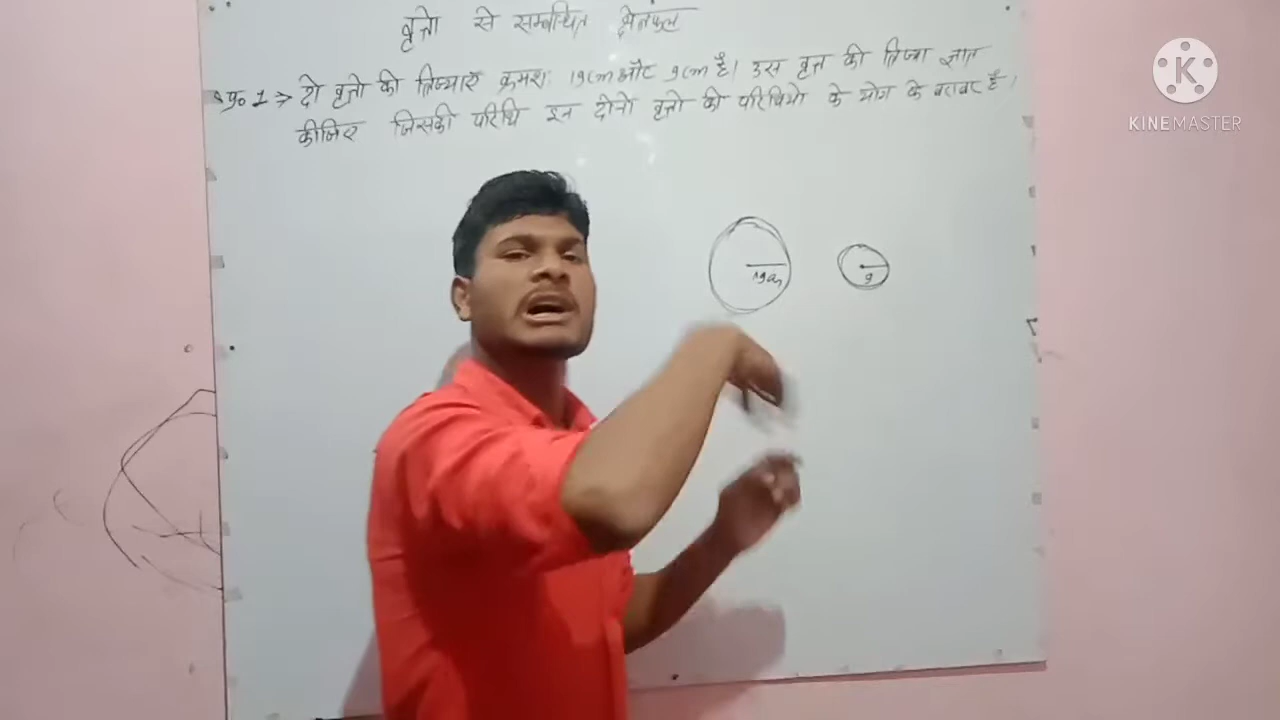 वृत्तो से सम्बन्धित क्षेत्रफल
प्र० 1 → दो वृत्तो की त्रिज्याए क्रमशः 19cm और 9cm है। उस वृत्त की त्रिज्या ज्ञात
कीजिए जिसकी परिधि इन दोनो वृत्तो की परिधियो के योग के बराबर है।
19cm
9
K
KINEMASTER